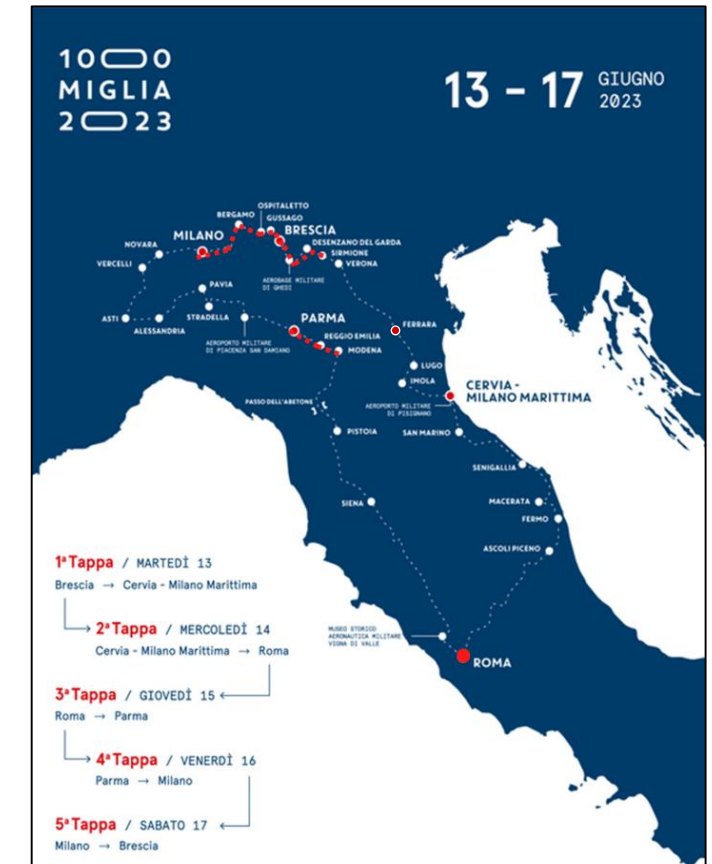 1000
MIGLIA
2023
13 – 17 GIUGNO
2023
OSPITALETTO
BERGAMO
GUSSAGO
MILANO
BRESCIA
NOVARA
DESENZANO DEL GARDA
SIRMIONE
VERCELLI
VERONA
AEROBASE MILITARE
DI GHEDI
PAVIA
ASTI
STRADELLA
PARMA
ALESSANDRIA
FERRARA
REGGIO EMILIA
AEROPORTO MILITARE
DI PIACENZA SAN DAMIANO
MODENA
LUGO
IMOLA
CERVIA -
MILANO MARITTIMA
PASSO DELL'ABETONE
AEROPORTO MILITARE
DI PISIGNANO
PISTOIA
SAN MARINO
SENIGALLIA
SIENA
MACERATA
FERMO
ASCOLI PICENO
MUSEO STORICO
AERONAUTICA MILITARE
VIGNA DI VALLE
ROMA
1ª Tappa / MARTEDÌ 13
Brescia → Cervia - Milano Marittima
2ª Tappa / MERCOLEDÌ 14
Cervia - Milano Marittima → Roma
3ª Tappa / GIOVEDÌ 15
Roma → Parma
4ª Tappa / VENERDÌ 16
Parma → Milano
5ª Tappa / SABATO 17
Milano → Brescia